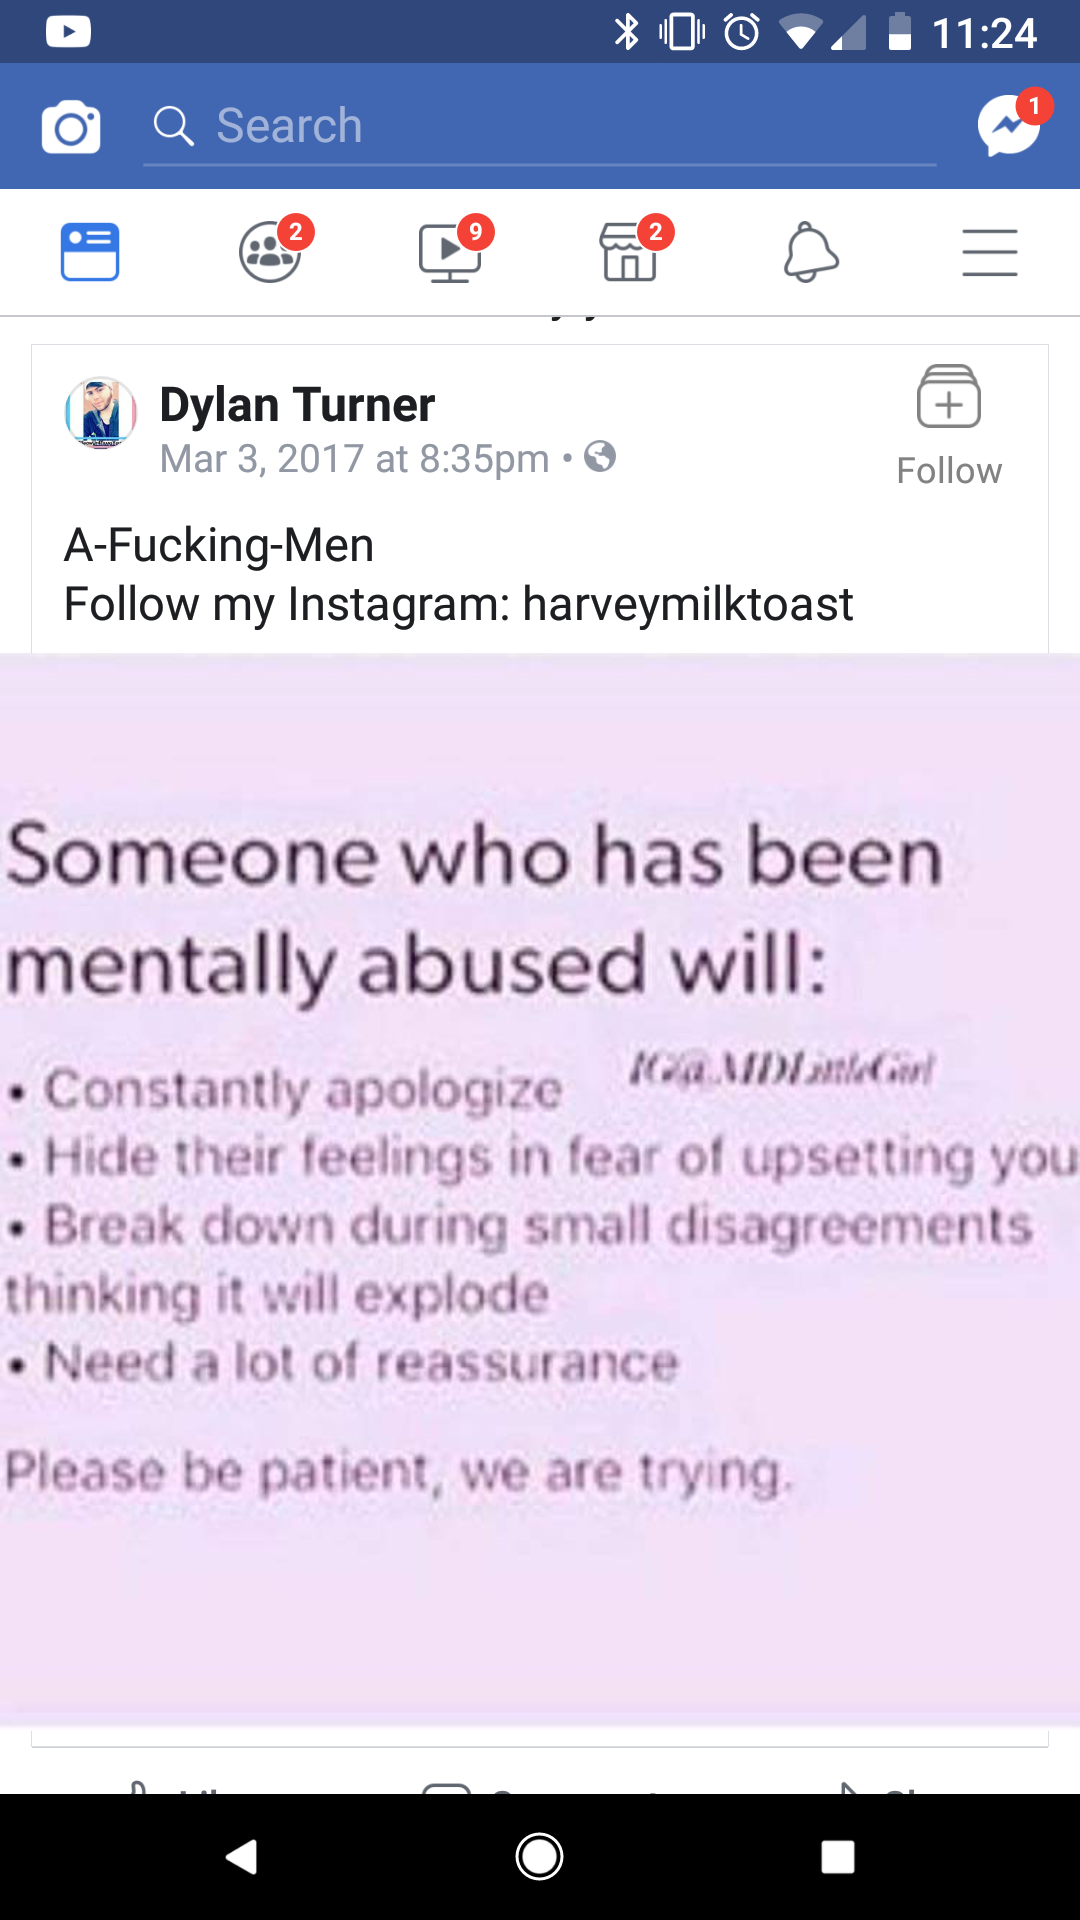 11:24
Search
1
2
9
2
Dylan Turner
Mar 3, 2017 at 8:35pm •
Follow
A-Fucking-Men
Follow my Instagram: harveymilktoast
Someone who has been
mentally abused will:
IG@MDLittleGirl
• Constantly apologize
• Hide their feelings in fear of upsetting you
• Break down during small disagreements
thinking it will explode
• Need a lot of reassurance
Please be patient, we are trying.